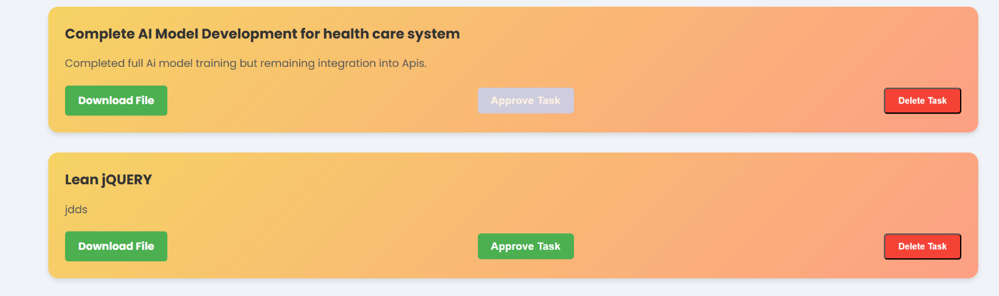 Complete AI Model Development for health care system
Completed full Ai model training but remaining integration into Apis.
Download File Approve Task Delete Task
Lean jQUERY
jdds
Download File Approve Task Delete Task